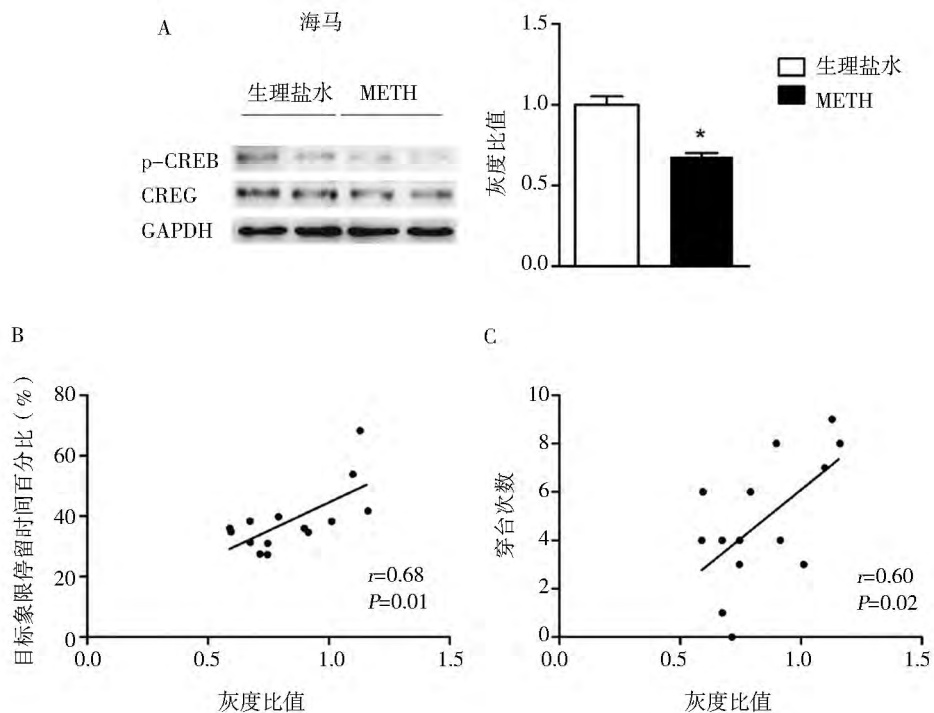 A
海马
生理盐水 METH
p-CREB
CREG
GAPDH
1.5
1.0
0.5
0.0
灰度比值
*
生理盐水
METH
B
80
60
40
20
0
目标象限停留时间百分比（%）
0.0 0.5 1.0 1.5
灰度比值
r=0.68
P=0.01
C
10
8
6
4
2
0
穿台次数
0.0 0.5 1.0 1.5
灰度比值
r=0.60
P=0.02